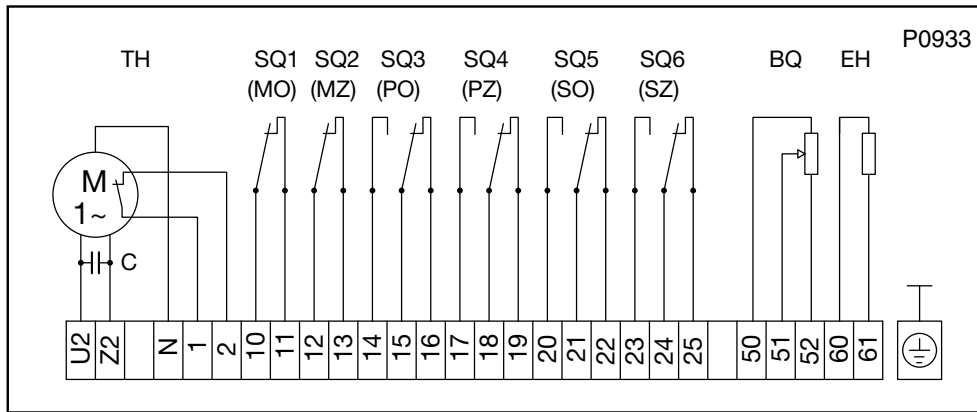 P0933
TH SQ1 SQ2 SQ3 SQ4 SQ5 SQ6 BQ EH
(MO) (MZ) (PO) (PZ) (SO) (SZ)
M
1~
C
U2 Z2 N 1 2 10 11 12 13 14 15 16 17 18 19 20 21 22 23 24 25 50 51 52 60 61